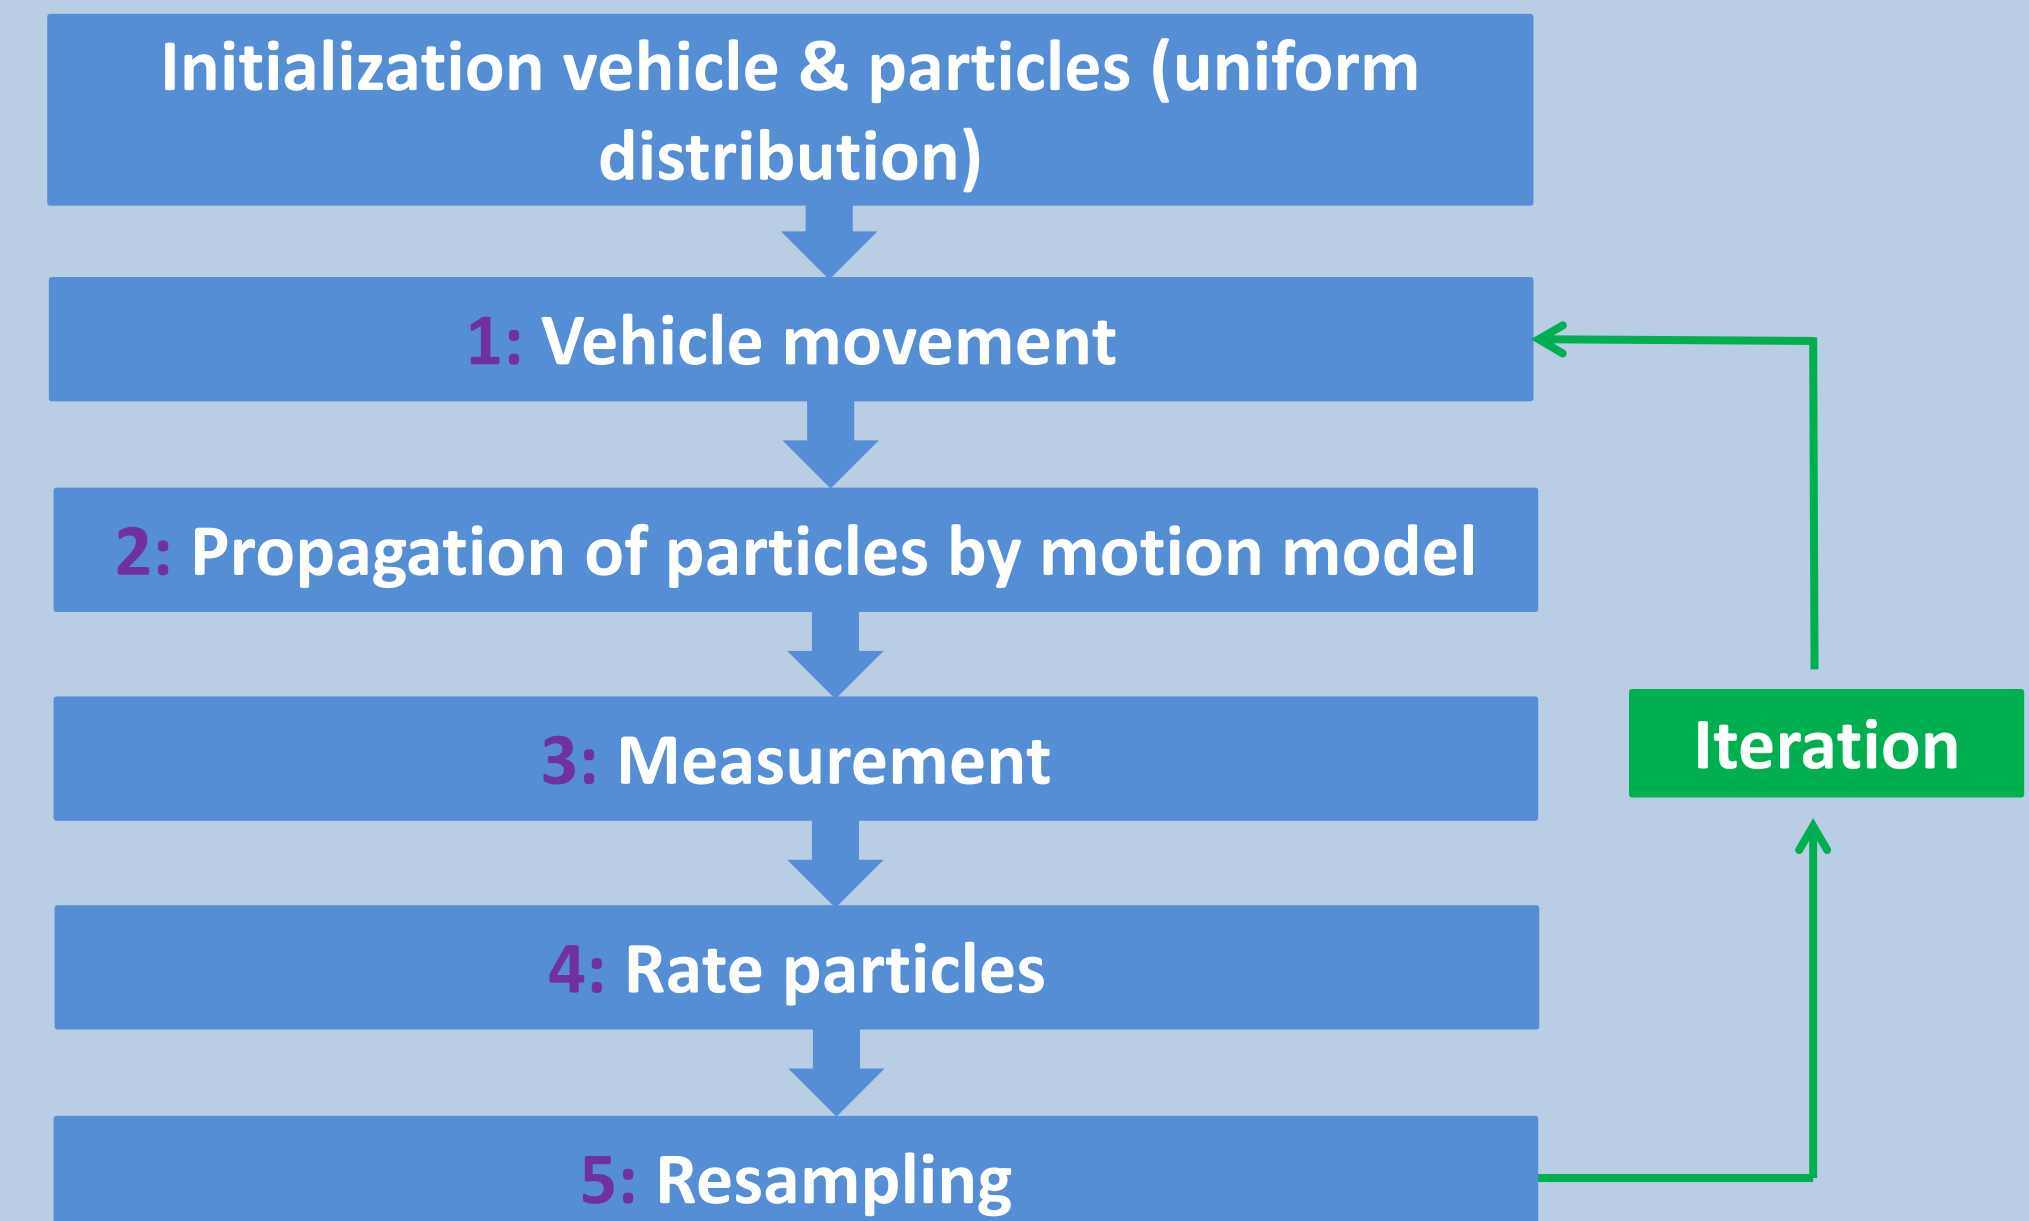 Initialization vehicle & particles (uniform
distribution)
1: Vehicle movement
2: Propagation of particles by motion model
3: Measurement
Iteration
4: Rate particles
5: Resampling